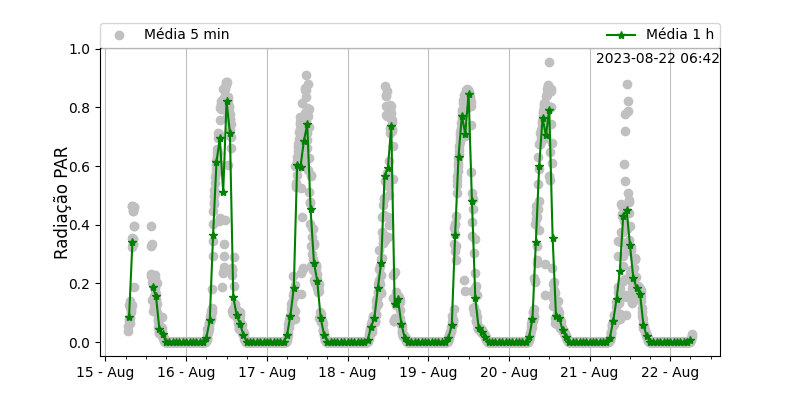 Média 5 min
Média 1 h
2023-08-22 06:42
Radiação PAR
1.0
0.8
0.6
0.4
0.2
0.0
15 - Aug
16 - Aug
17 - Aug
18 - Aug
19 - Aug
20 - Aug
21 - Aug
22 - Aug